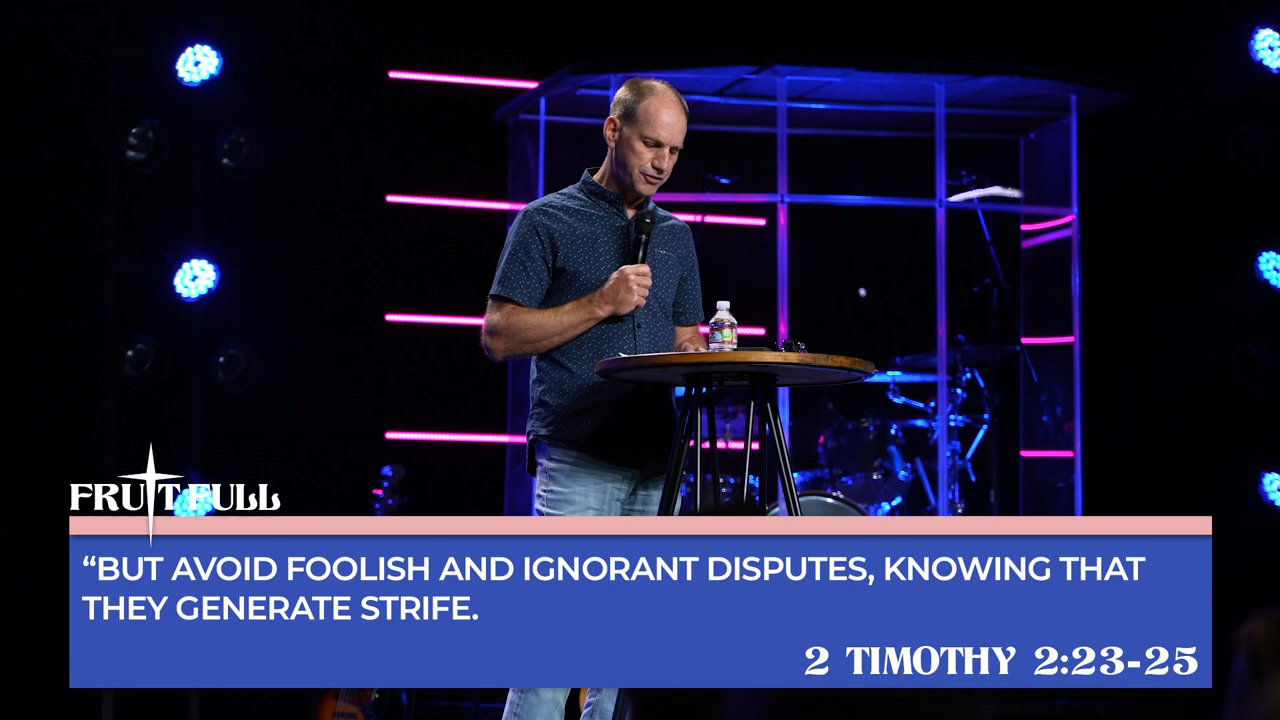 FRUITFULL
“BUT AVOID FOOLISH AND IGNORANT DISPUTES, KNOWING THAT
THEY GENERATE STRIFE.
2 TIMOTHY 2:23-25